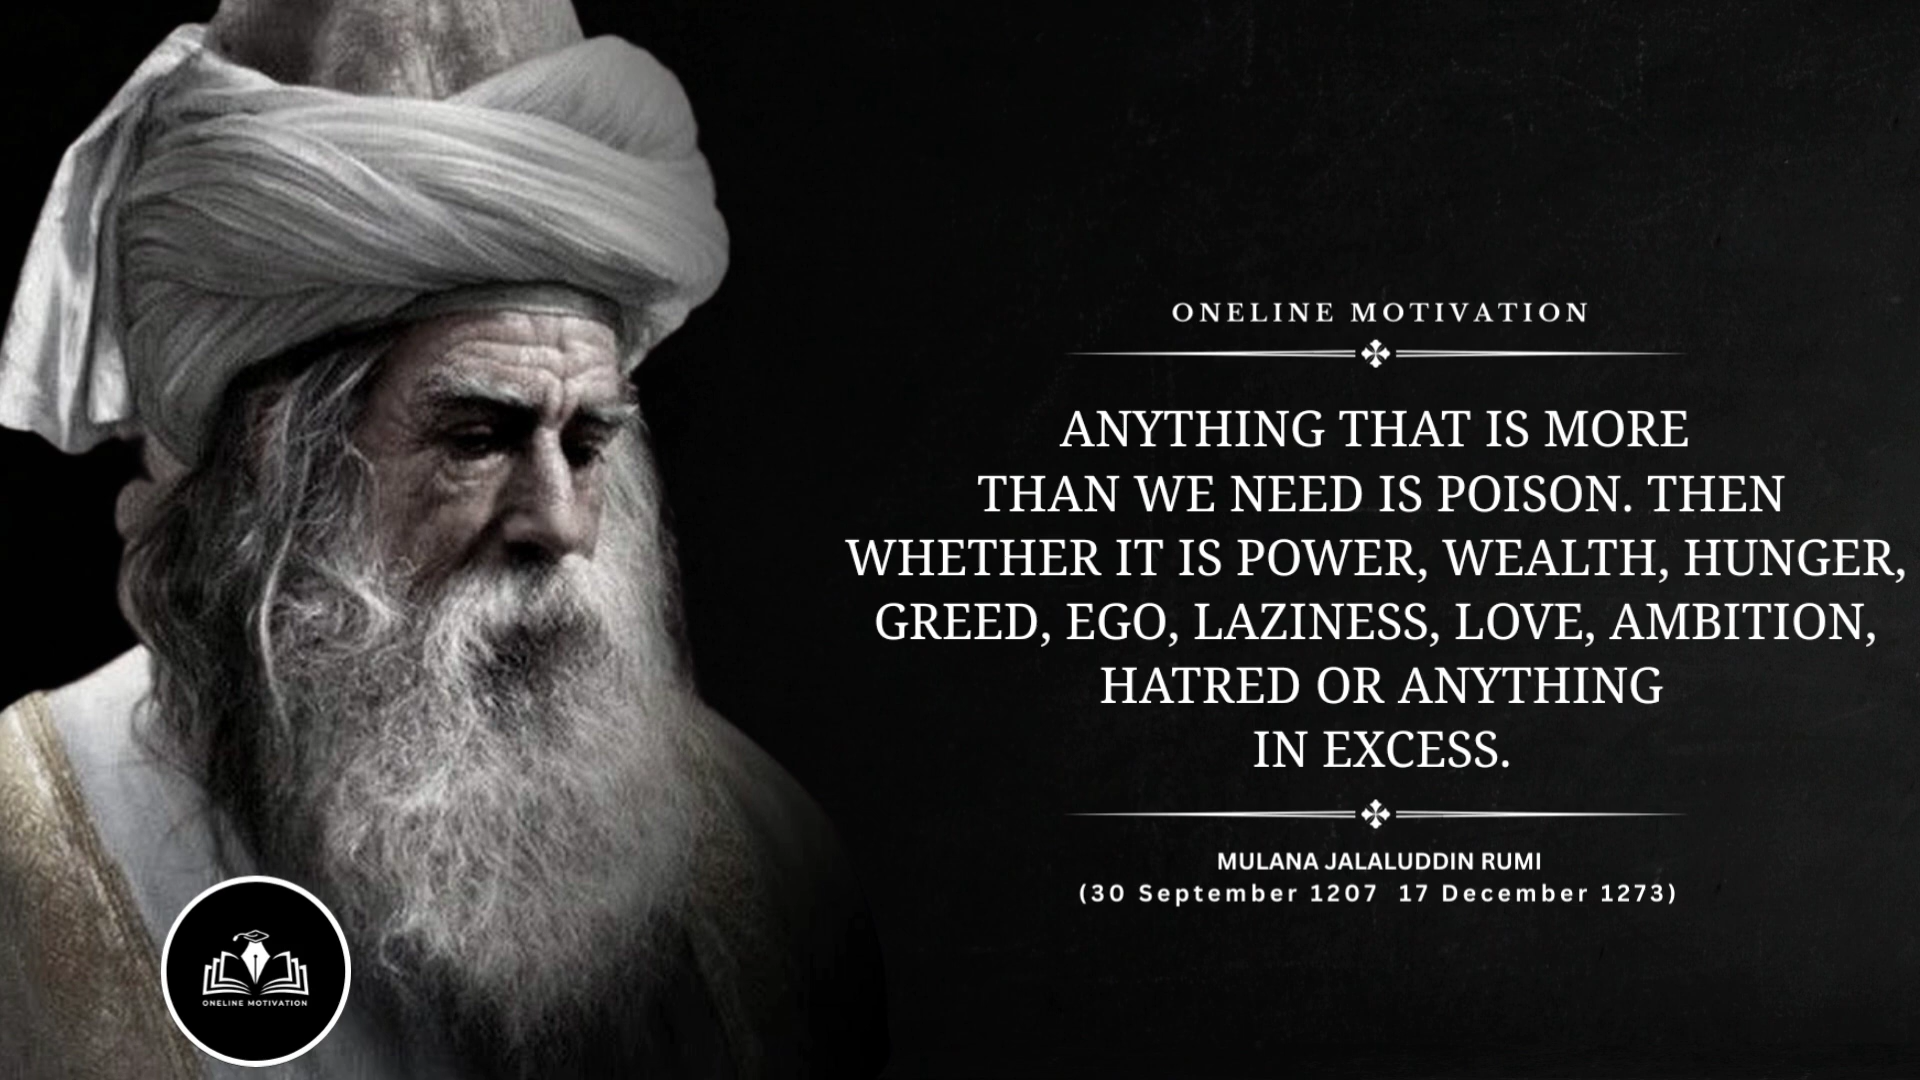 ONELINE MOTIVATION
ANYTHING THAT IS MORE
THAN WE NEED IS POISON. THEN
WHETHER IT IS POWER, WEALTH, HUNGER,
GREED, EGO, LAZINESS, LOVE, AMBITION,
HATRED OR ANYTHING
IN EXCESS.
MULANA JALALUDDIN RUMI
(30 September 1207 17 December 1273)
ONELINE MOTIVATION